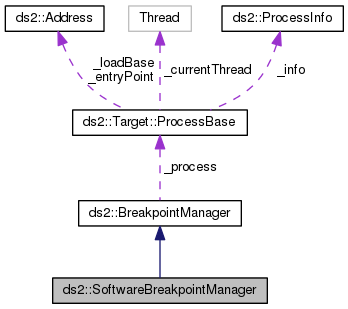 ds2::Address
Thread
ds2::ProcessInfo
_loadBase
_entryPoint
_currentThread
_info
ds2::Target::ProcessBase
_process
ds2::BreakpointManager
ds2::SoftwareBreakpointManager